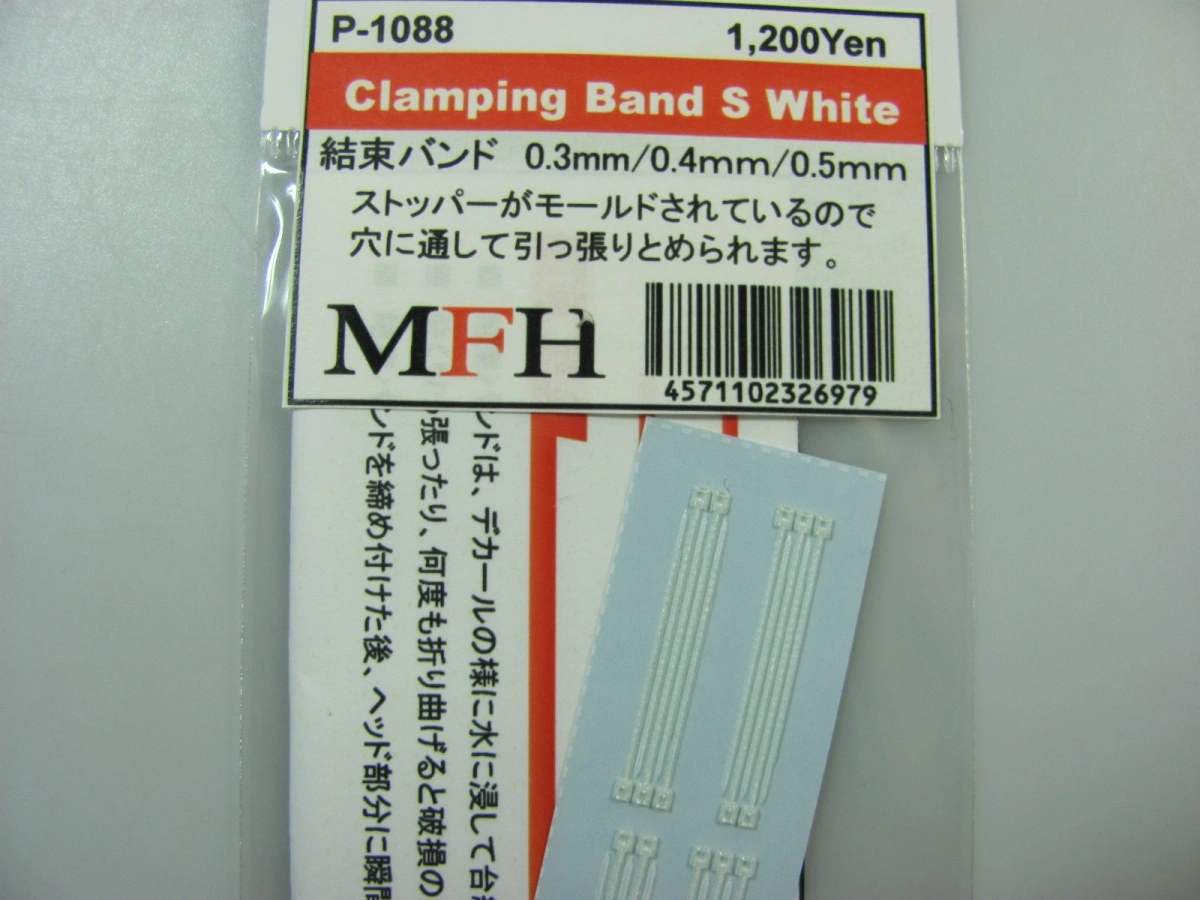 P-1088
1,200Yen
Clamping Band S White
結束バンド 0.3mm/0.4mm/0.5mm
ストッパーがモールドされているので
穴に通して引っ張りとめられます。
MFH
4571102326979
ンドは、デカールの様に水に浸して台
張ったり、何度も折り曲げると破損の
ンドを締め付けた後、ヘッド部分に瞬間